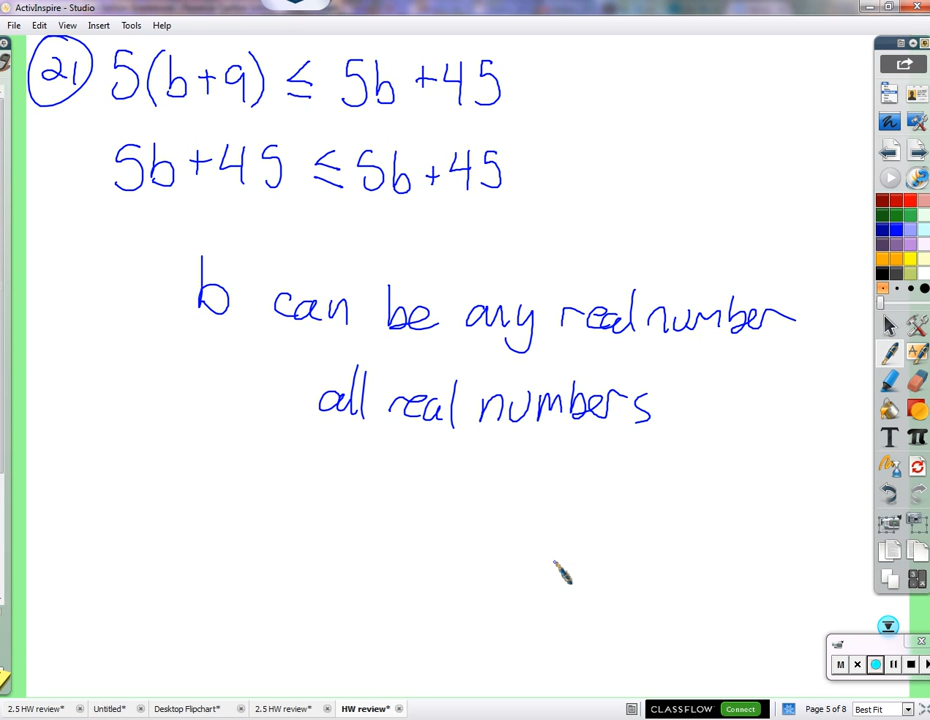 ActivInspire - Studio
File Edit View Insert Tools Help
21 5(b+9) ≤ 5b+45
5b+45 ≤ 5b+45
b can be any real number
all real numbers
2.5 HW review* Untitled* Desktop Flipchart* 2.5 HW review* HW review* CLASSFLOW Connect Page 5 of 8 Best Fit